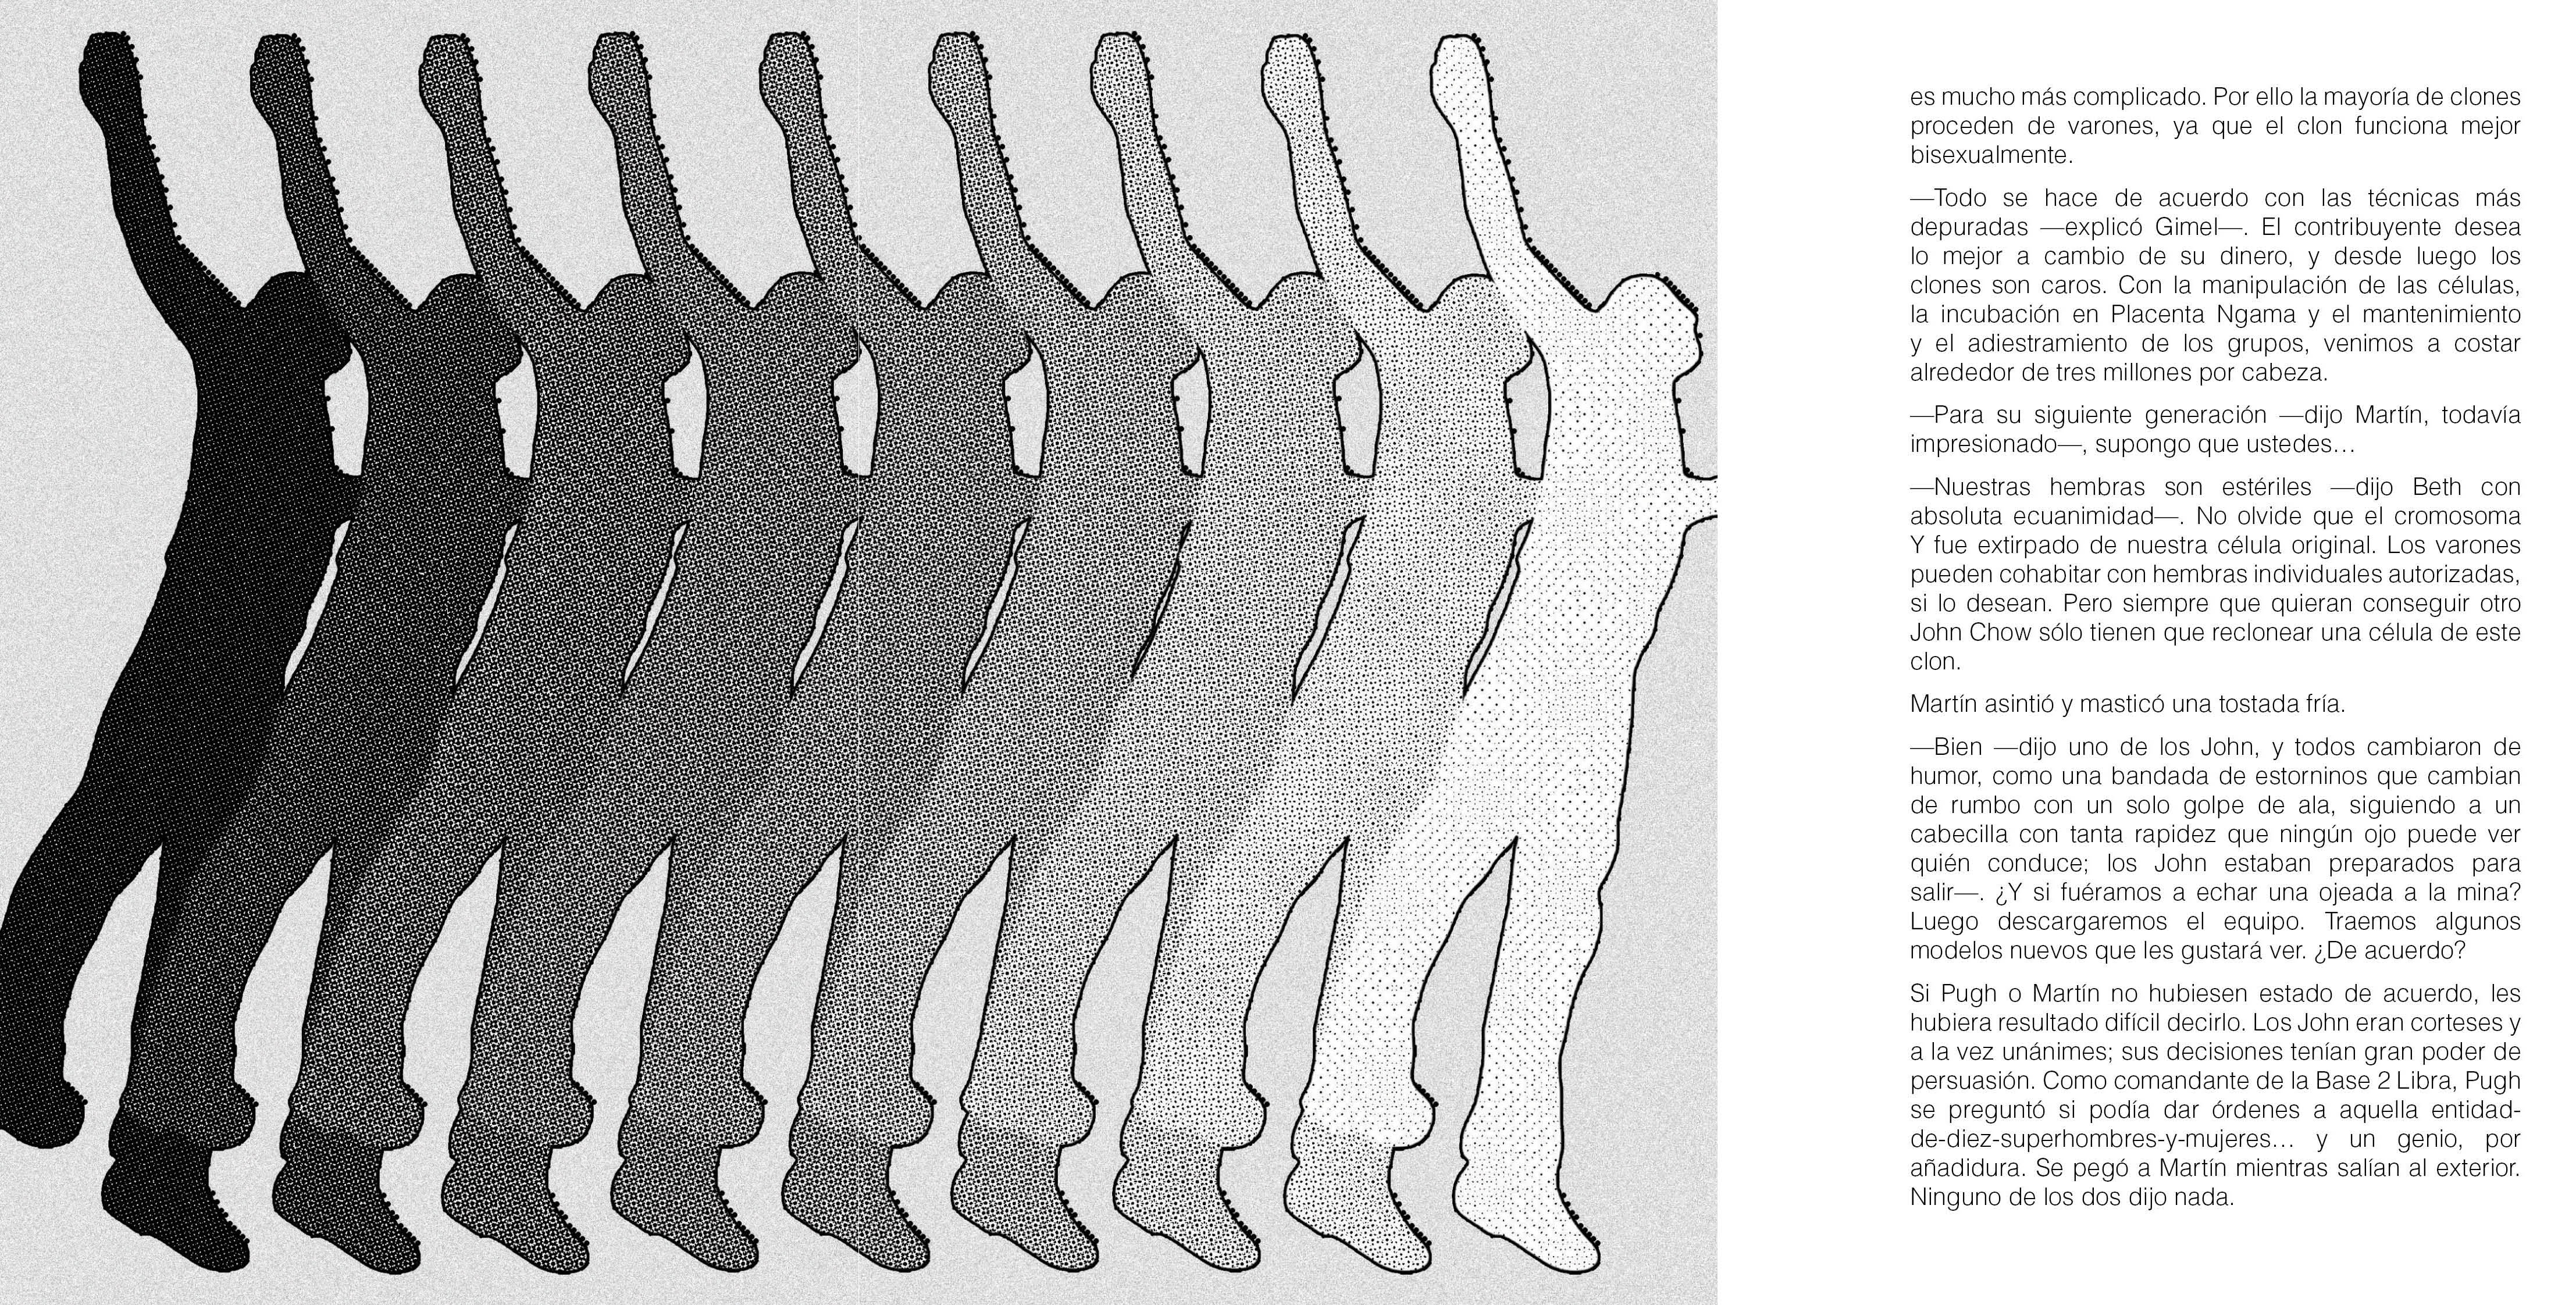 es mucho más complicado. Por ello la mayoría de clones
proceden de varones, ya que el clon funciona mejor
bisexualmente.
—Todo se hace de acuerdo con las técnicas más
depuradas —explicó Gimel—. El contribuyente desea
lo mejor a cambio de su dinero, y desde luego los
clones son caros. Con la manipulación de las células,
la incubación en Placenta Ngama y el mantenimiento
y el adiestramiento de los grupos, venimos a costar
alrededor de tres millones por cabeza.
—Para su siguiente generación —dijo Martín, todavía
impresionado—, supongo que ustedes…
—Nuestras hembras son estériles —dijo Beth con
absoluta ecuanimidad—. No olvide que el cromosoma
Y fue extirpado de nuestra célula original. Los varones
pueden cohabitar con hembras individuales autorizadas,
si lo desean. Pero siempre que quieran conseguir otro
John Chow sólo tienen que reclonear una célula de este
clon.
Martín asintió y masticó una tostada fría.
—Bien —dijo uno de los John, y todos cambiaron de
humor, como una bandada de estorninos que cambian
de rumbo con un solo golpe de ala, siguiendo a un
cabecilla con tanta rapidez que ningún ojo puede ver
quién conduce; los John estaban preparados para
salir—. ¿Y si fuéramos a echar una ojeada a la mina?
Luego descargaremos el equipo. Traemos algunos
modelos nuevos que les gustará ver. ¿De acuerdo?
Si Pugh o Martín no hubiesen estado de acuerdo, les
hubiera resultado difícil decirlo. Los John eran corteses y
a la vez unánimes; sus decisiones tenían gran poder de
persuasión. Como comandante de la Base 2 Libra, Pugh
se preguntó si podía dar órdenes a aquella entidad-
de-diez-superhombres-y-mujeres… y un genio, por
añadidura. Se pegó a Martín mientras salían al exterior.
Ninguno de los dos dijo nada.